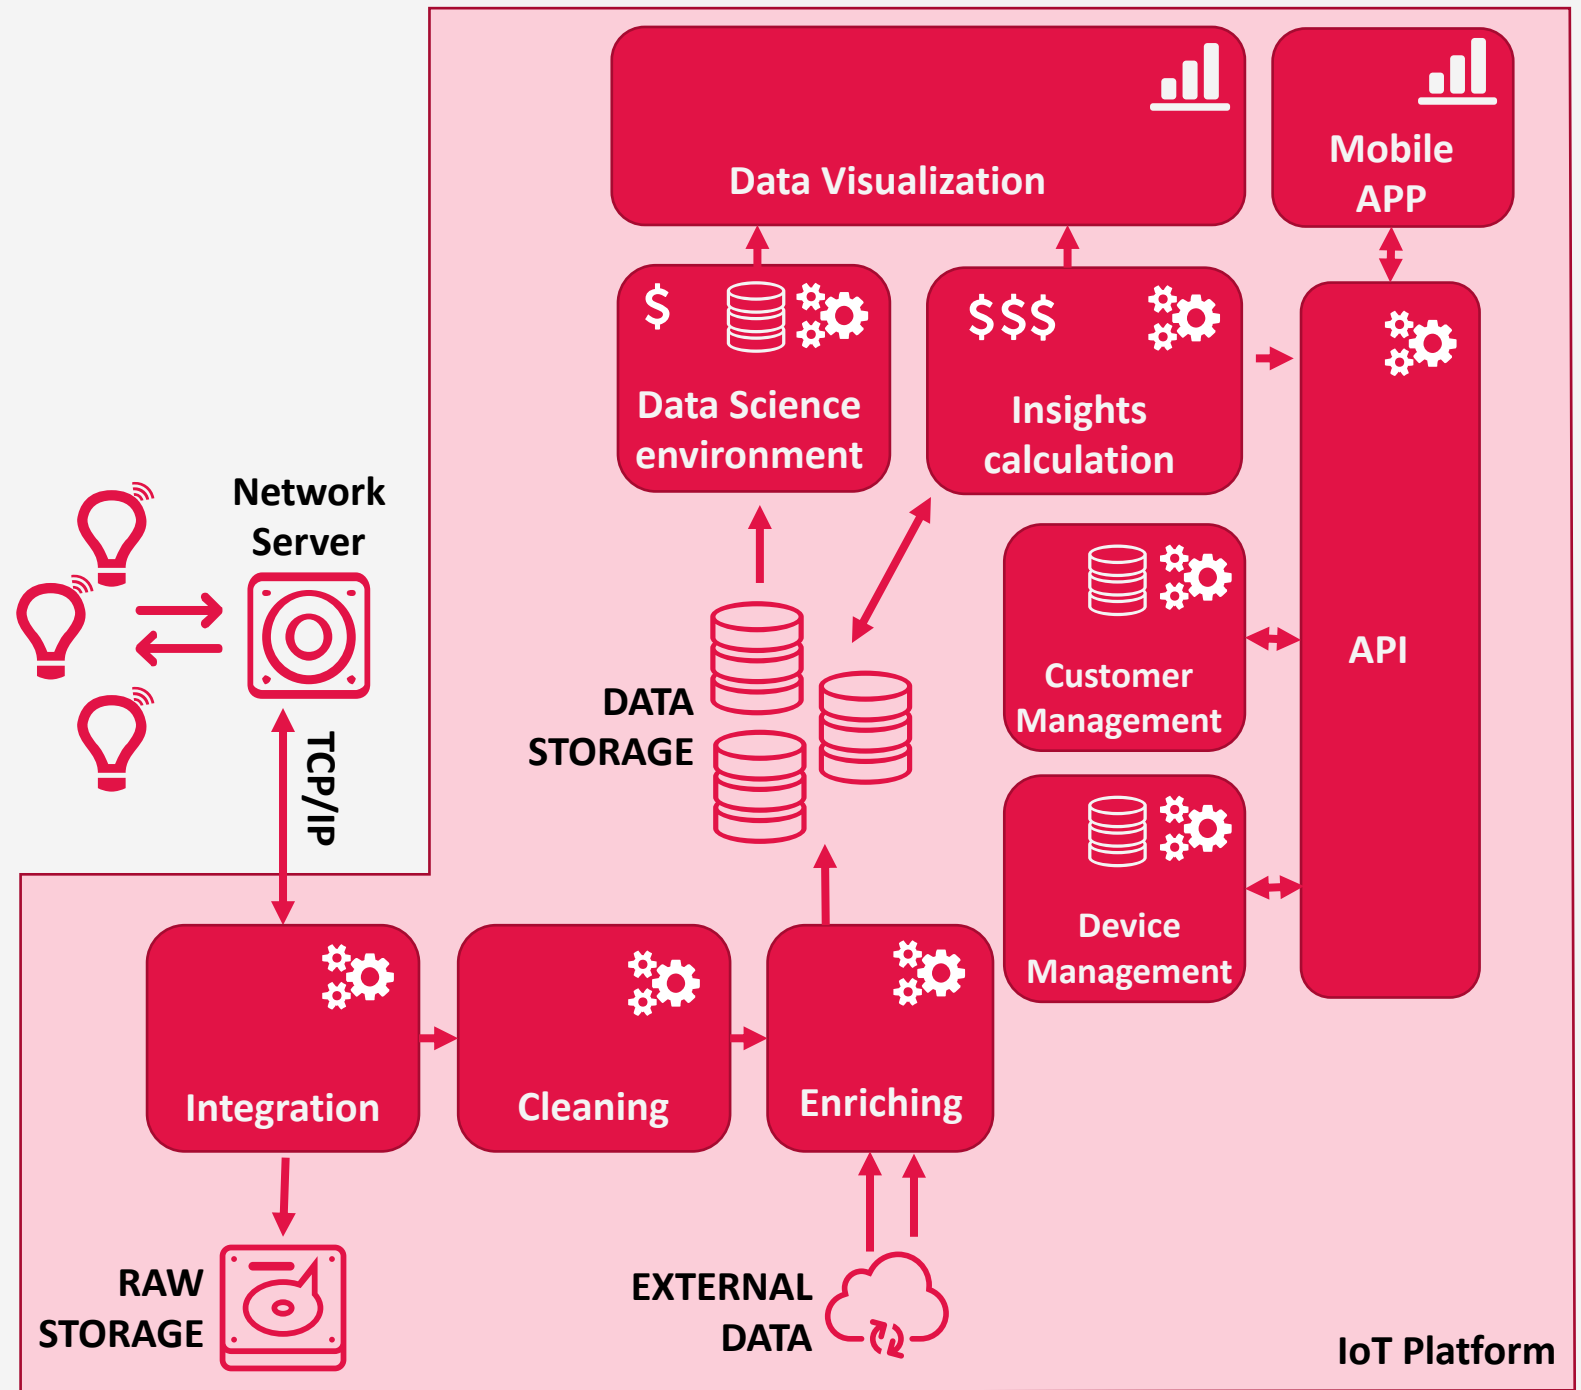 Data Visualization
Mobile
APP
$
$$$
Data Science
environment
Insights
calculation
Network
Server
API
Customer
Management
DATA
STORAGE
TCP/IP
Device
Management
Integration
Cleaning
Enriching
RAW
STORAGE
EXTERNAL
DATA
IoT Platform